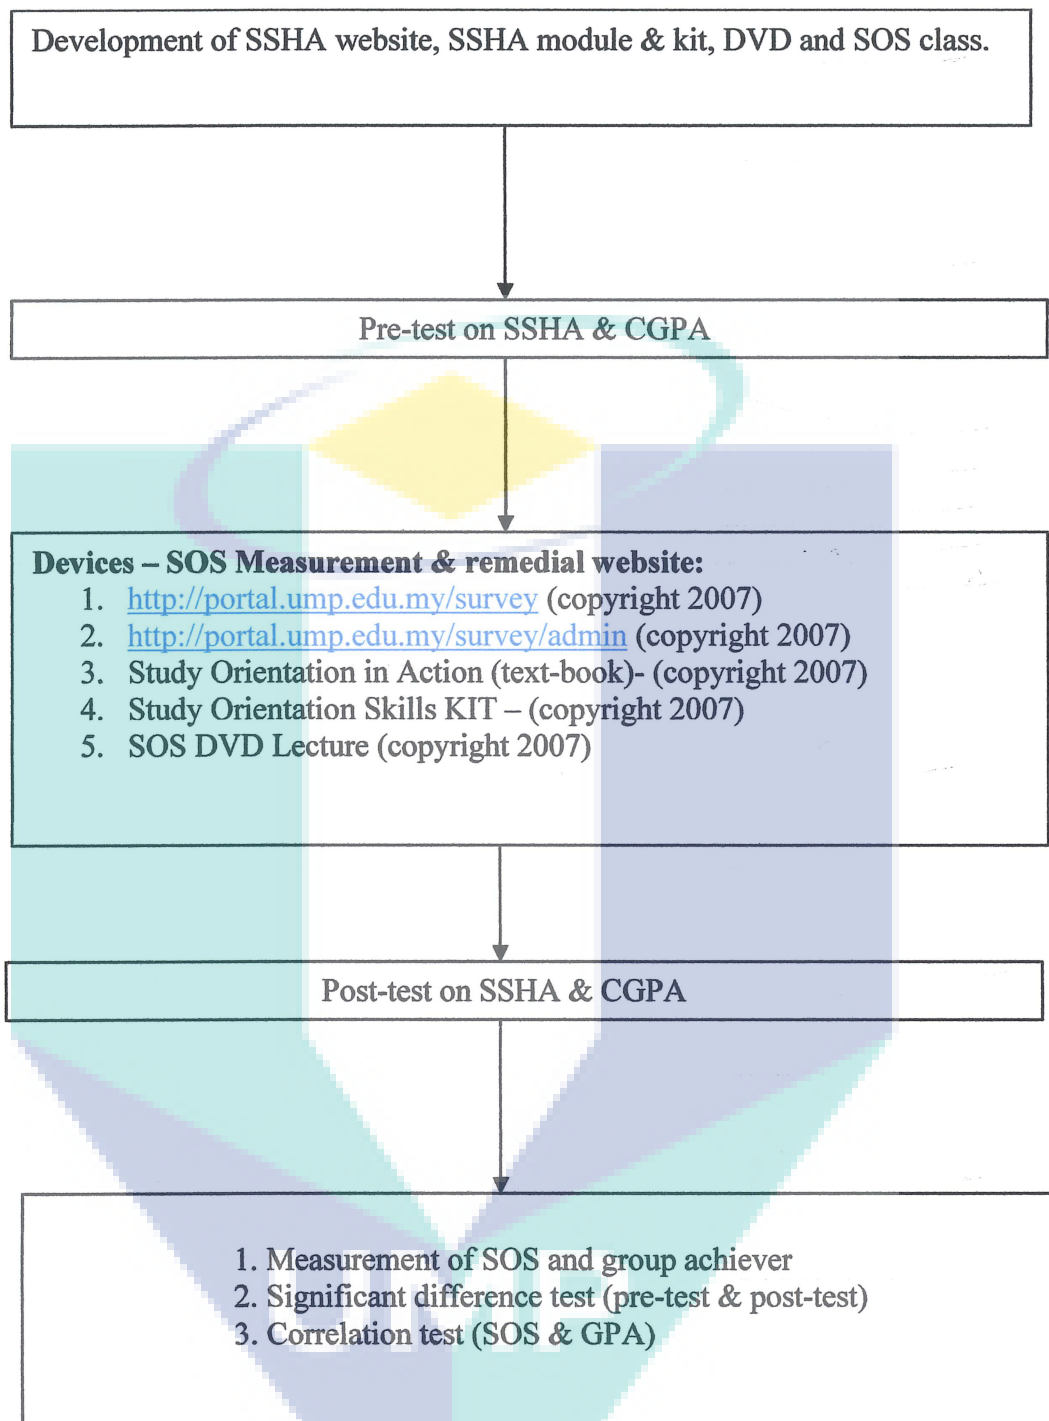 Development of SSHA website, SSHA module & kit, DVD and SOS class.
Pre-test on SSHA & CGPA
Devices – SOS Measurement & remedial website:
1. http://portal.ump.edu.my/survey (copyright 2007)
2. http://portal.ump.edu.my/survey/admin (copyright 2007)
3. Study Orientation in Action (text-book)- (copyright 2007)
4. Study Orientation Skills KIT – (copyright 2007)
5. SOS DVD Lecture (copyright 2007)
Post-test on SSHA & CGPA
1. Measurement of SOS and group achiever
2. Significant difference test (pre-test & post-test)
3. Correlation test (SOS & GPA)
UMP